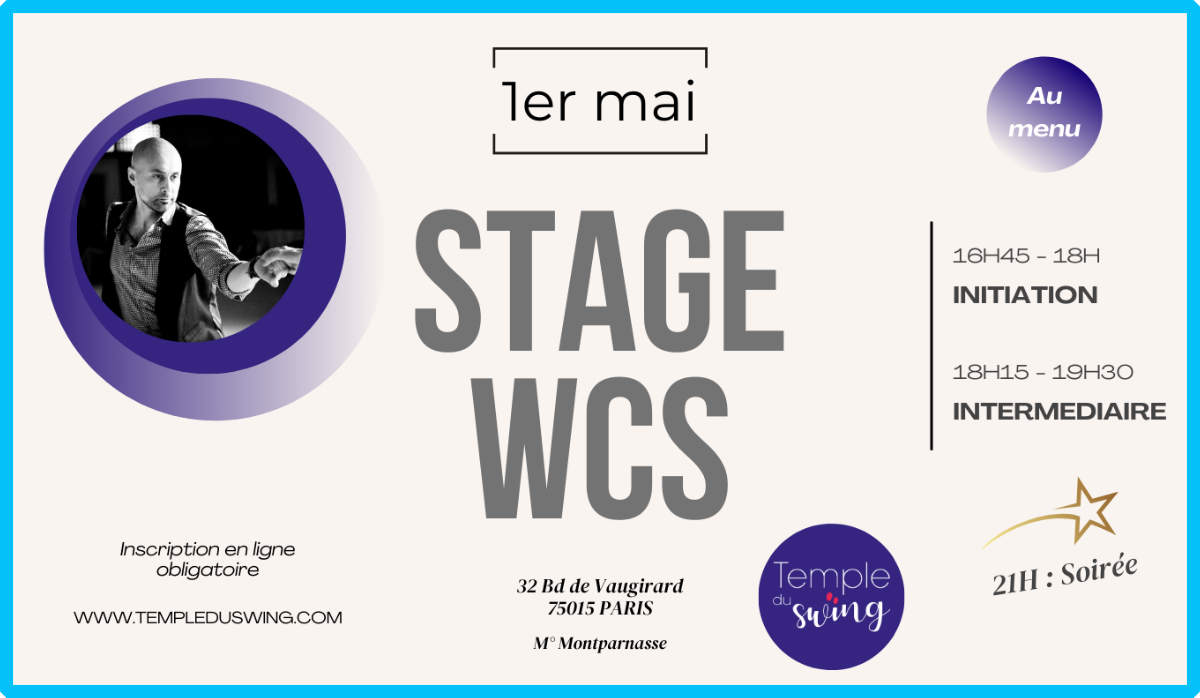 1er mai
STAGE
WCS
Au
menu
16H45 - 18H
INITIATION
18H15 - 19H30
INTERMEDIAIRE
21H : Soirée
Inscription en ligne
obligatoire
WWW.TEMPLEDUSWING.COM
32 Bd de Vaugirard
75015 PARIS
M° Montparnasse
Temple
du swing